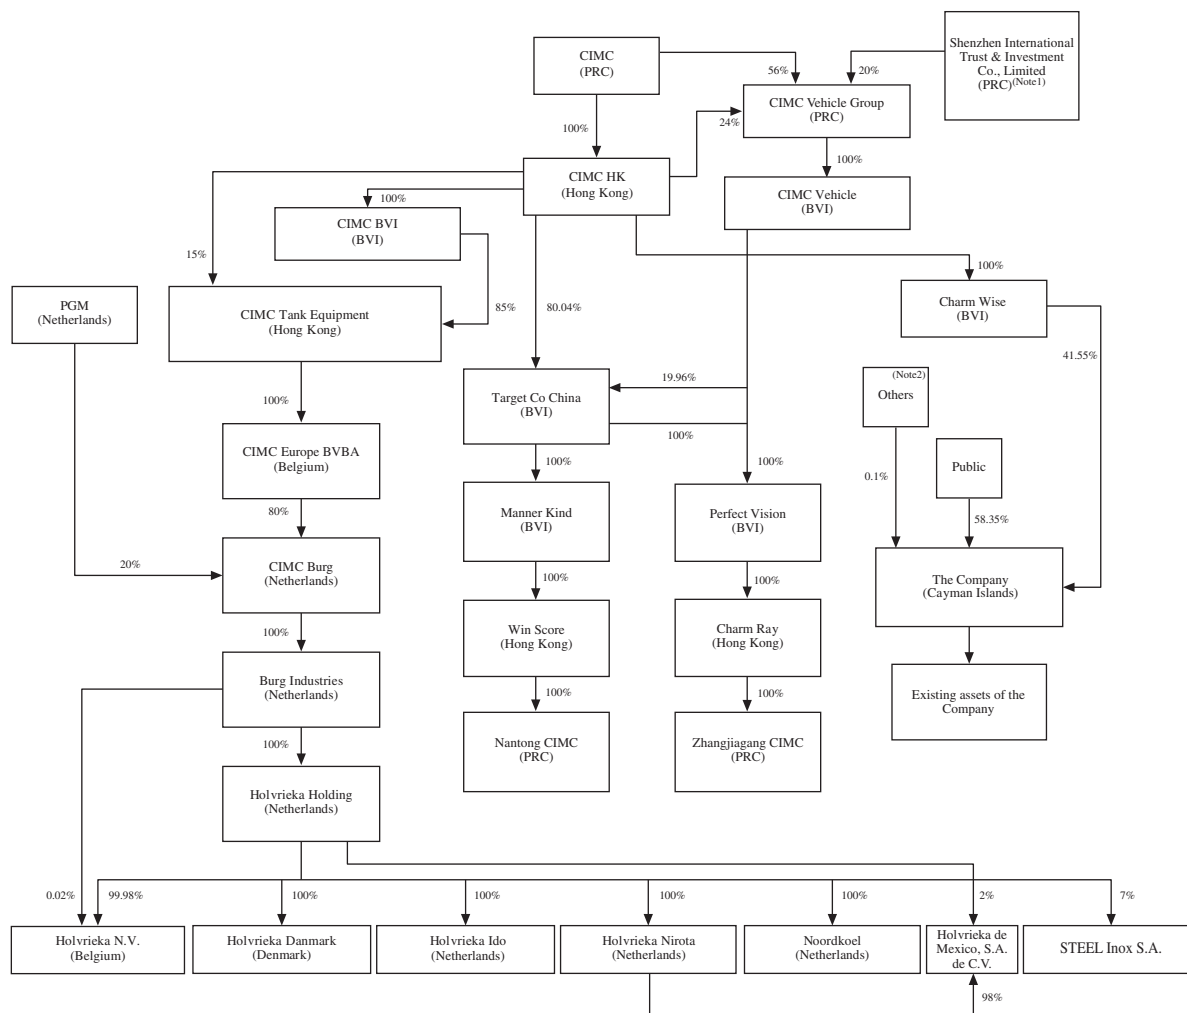 CIMC
(PRC)
Shenzhen International
Trust & Investment
Co., Limited
(PRC)(Note1)
56%
20%
CIMC Vehicle Group
(PRC)
100%
24%
100%
CIMC HK
(Hong Kong)
CIMC Vehicle
(BVI)
100%
CIMC BVI
(BVI)
15%
100%
PGM
(Netherlands)
CIMC Tank Equipment
(Hong Kong)
85%
80.04%
Charm Wise
(BVI)
41.55%
19.96%
(Note2)
Others
100%
Target Co China
(BVI)
100%
CIMC Europe BVBA
(Belgium)
100%
100%
Public
0.1%
Manner Kind
(BVI)
Perfect Vision
(BVI)
80%
58.35%
20%
CIMC Burg
(Netherlands)
100%
100%
The Company
(Cayman Islands)
100%
Win Score
(Hong Kong)
Charm Ray
(Hong Kong)
Burg Industries
(Netherlands)
100%
100%
Existing assets of the
Company
100%
Nantong CIMC
(PRC)
Zhangjiagang CIMC
(PRC)
Holvrieka Holding
(Netherlands)
0.02%
99.98%
100%
100%
100%
100%
2%
7%
Holvrieka N.V.
(Belgium)
Holvrieka Danmark
(Denmark)
Holvrieka Ido
(Netherlands)
Holvrieka Nirota
(Netherlands)
Noordkoel
(Netherlands)
Holvrieka de
Mexico, S.A.
de C.V.
STEEL Inox S.A.
98%